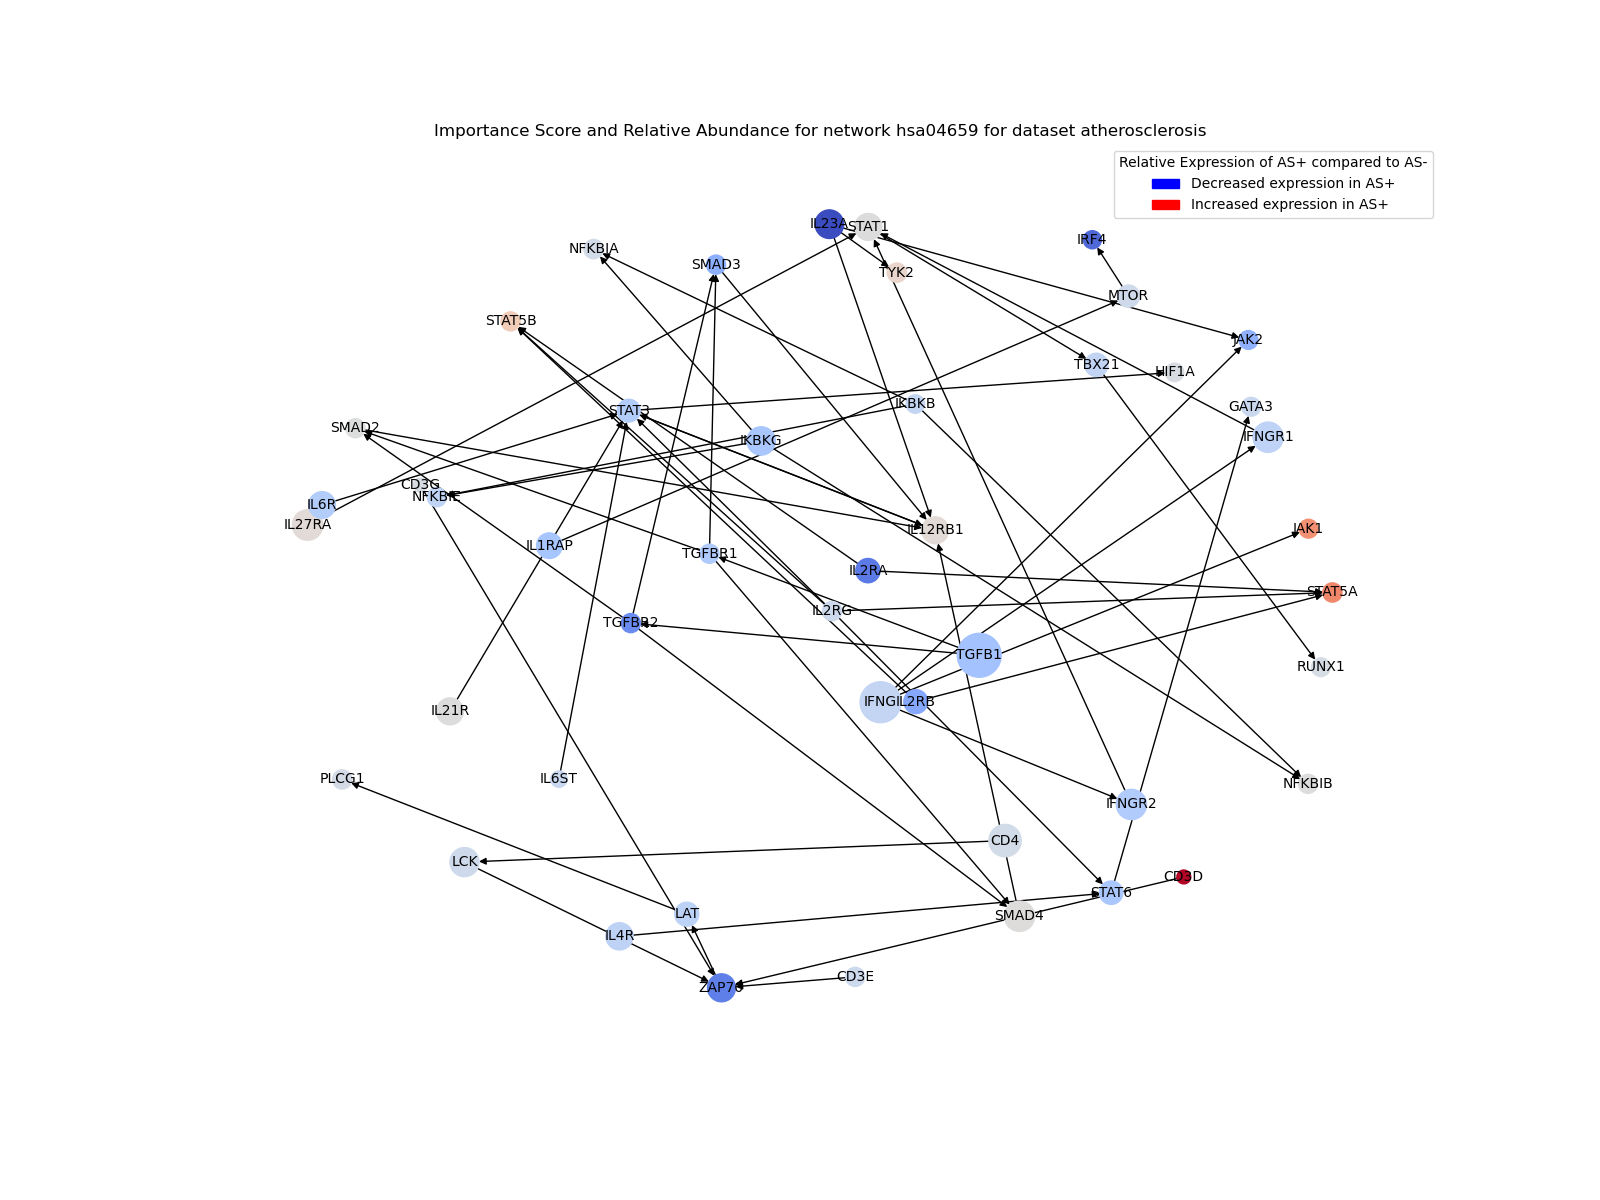 Importance Score and Relative Abundance for network hsa04659 for dataset atherosclerosis
Relative Expression of AS+ compared to AS-
Decreased expression in AS+
Increased expression in AS+
IL23A
STAT1
IRF4
NFKBIA
SMAD3
TYK2
MTOR
STAT5B
JAK2
TBX21
HIF1A
IKBKB
GATA3
STAT3
SMAD2
IKBKG
IFNGR1
CD3G
NFKBIE
IL6R
IL27RA
IL12RB1
JAK1
IL1RAP
TGFBR1
IL2RA
STAT5A
IL2RG
TGFBR2
TGFB1
RUNX1
IFNG
IL2RB
IL21R
PLCG1
IL6ST
NFKBIB
IFNGR2
CD4
LCK
CD3D
STAT6
LAT
SMAD4
IL4R
CD3E
ZAP70